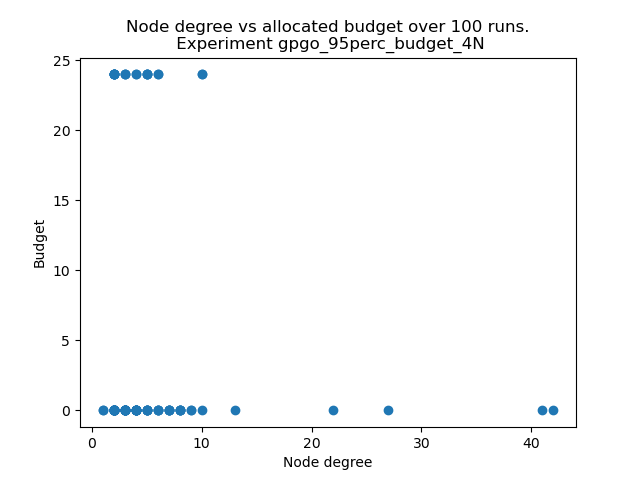 Node degree vs allocated budget over 100 runs.
Experiment gpgo_95perc_budget_4N
25
20
15
10
5
0
Budget
0 10 20 30 40
Node degree